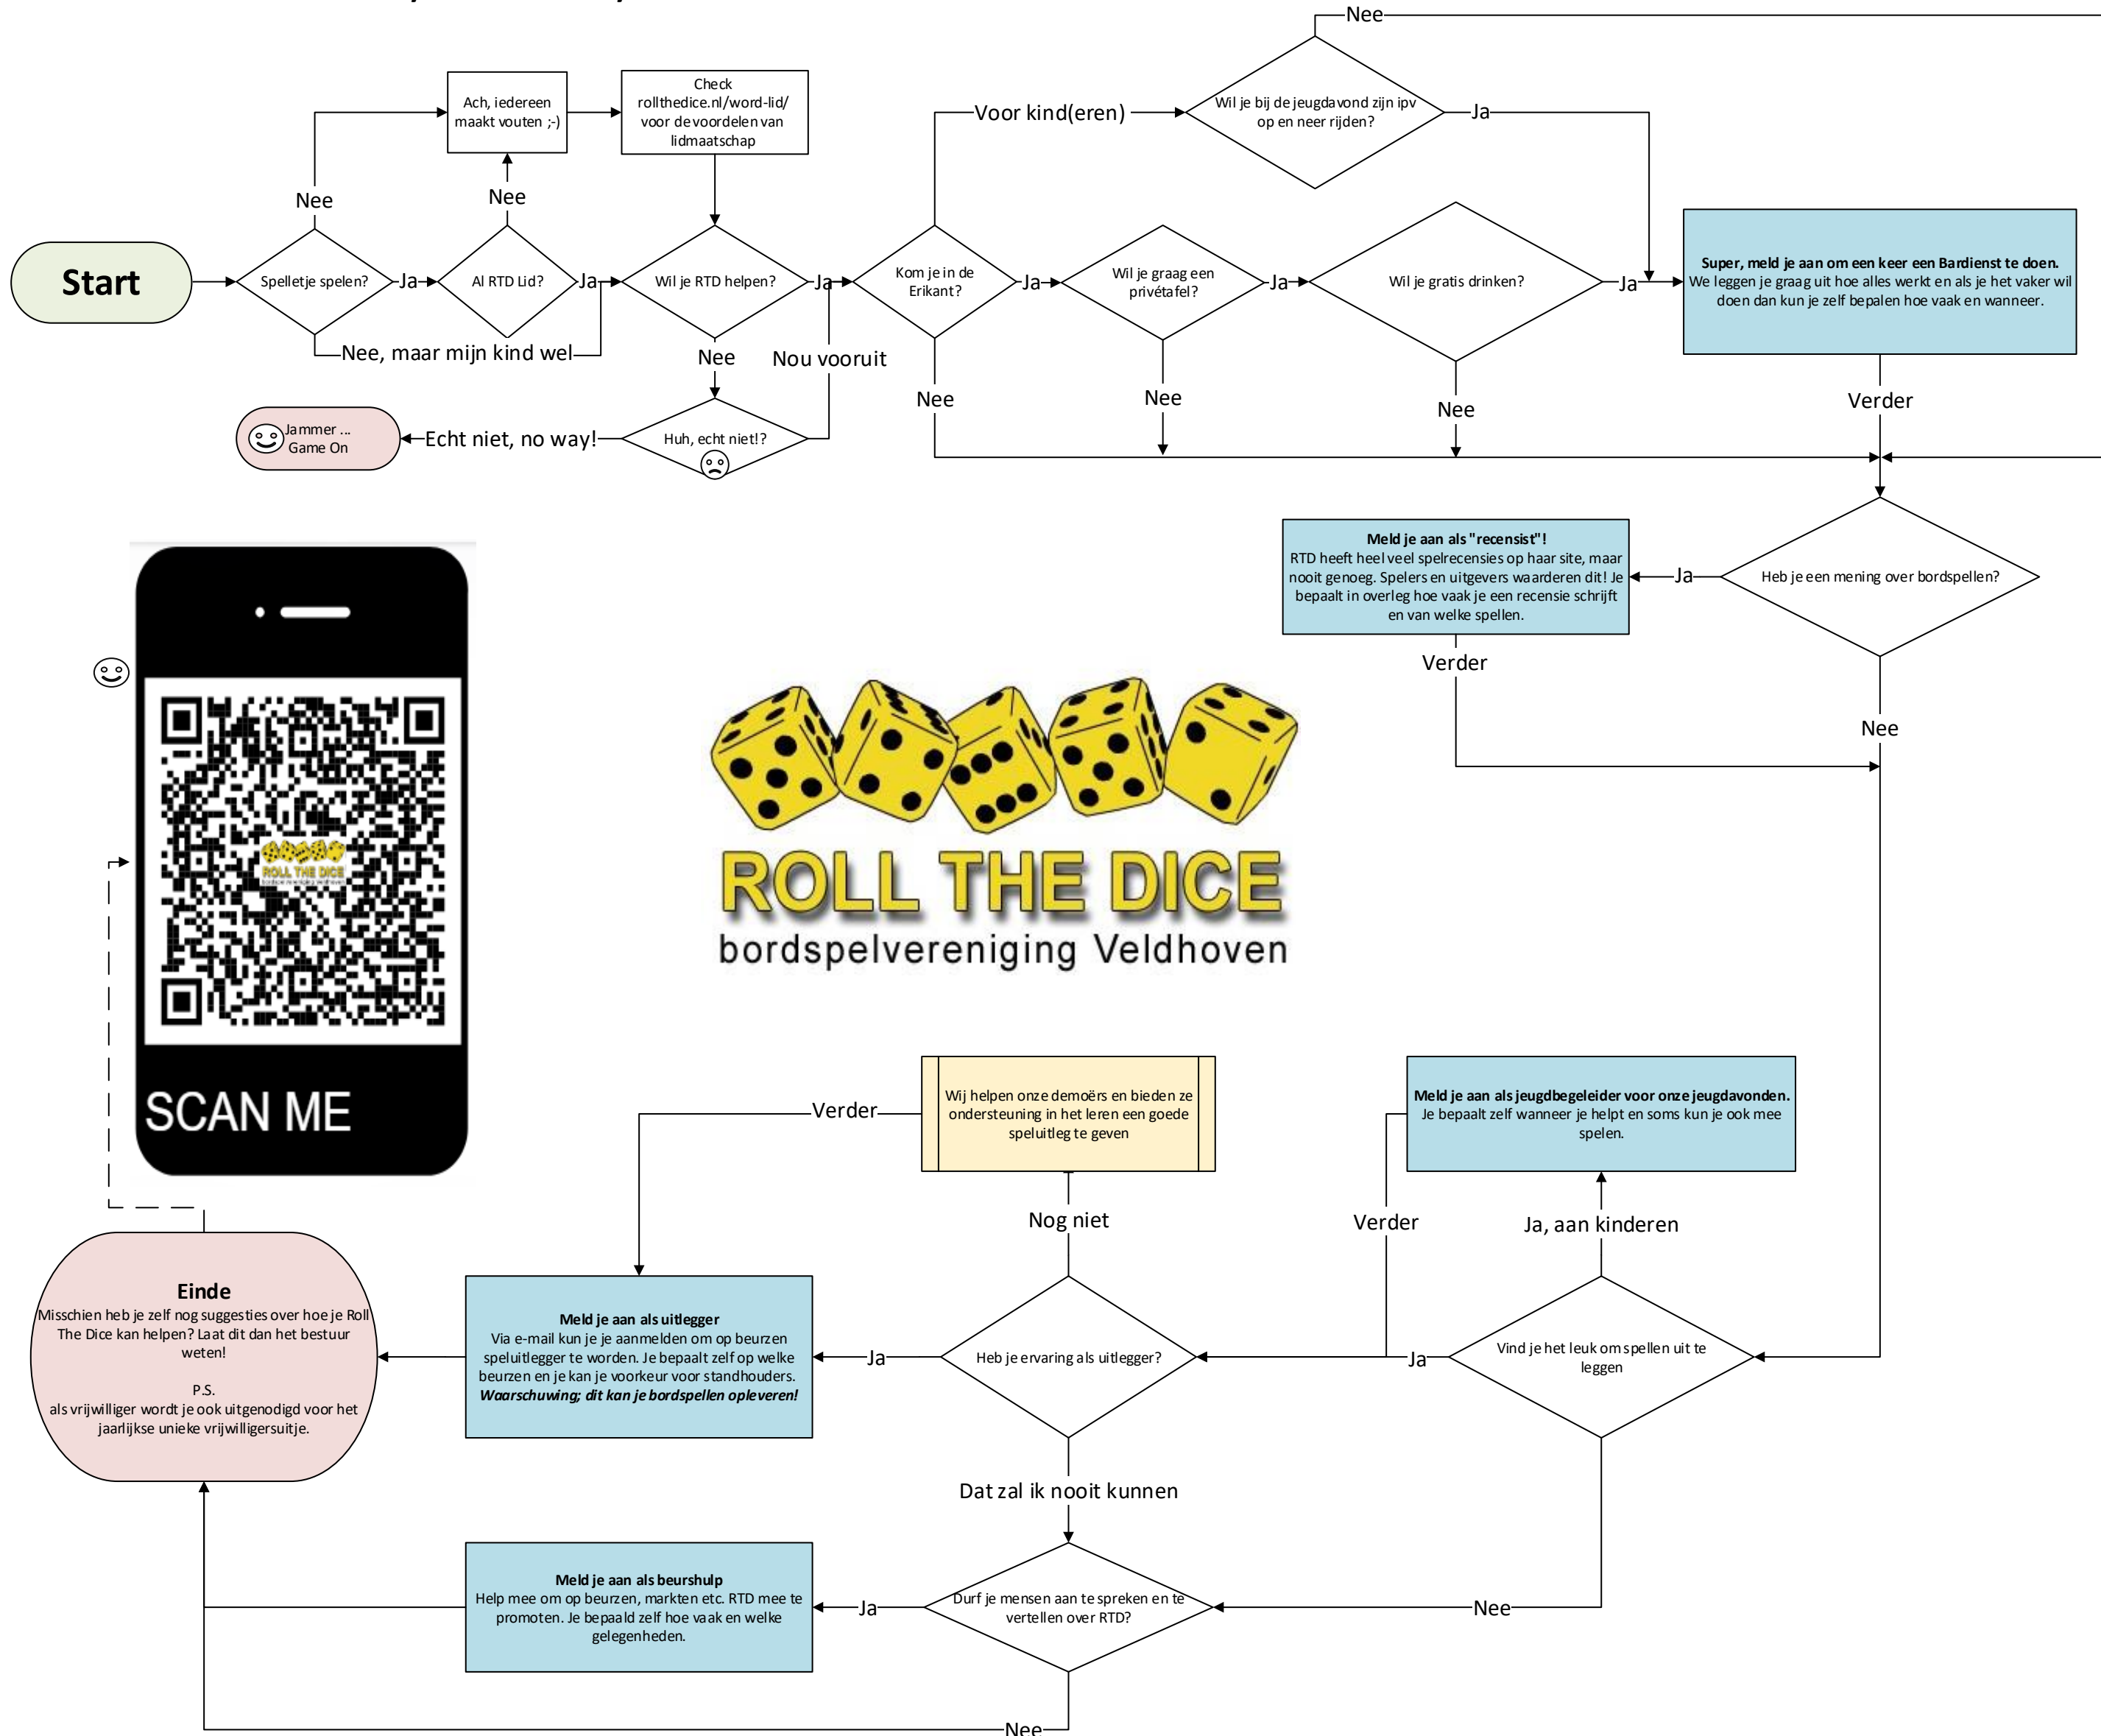 Nee
Ach, iedereen
maakt vouten ;-)
Check
rollthedice.nl/word-lid/
voor de voordelen van
lidmaatschap
Voor kind(eren)
Wil je bij de jeugdavond zijn ipv
op en neer rijden?
Ja
Nee
Nee
Start
Spelletje spelen?
Ja
Al RTD Lid?
Ja
Wil je RTD helpen?
Ja
Kom je in de
Erikant?
Ja
Wil je graag een
privétafel?
Ja
Wil je gratis drinken?
Ja
Super, meld je aan om een keer een Bardienst te doen.
We leggen je graag uit hoe alles werkt en als je het vaker wil
doen dan kun je zelf bepalen hoe vaak en wanneer.
Nee, maar mijn kind wel
Nee
Nou vooruit
Nee
Nee
Nee
Verder
Jammer ...
Game On
Echt niet, no way!
Huh, echt niet!?
Meld je aan als "recensist"!
RTD heeft heel veel spelrecensies op haar site, maar
nooit genoeg. Spelers en uitgevers waarderen dit! Je
bepaalt in overleg hoe vaak je een recensie schrijft
en van welke spellen.
Ja
Heb je een mening over bordspellen?
Verder
Nee
ROLL THE DICE
bordspelvereniging Veldhoven
ROLL THE DICE
bordspelvereniging Veldhoven
SCAN ME
Verder
Wij helpen onze demoërs en bieden ze
ondersteuning in het leren een goede
speluitleg te geven
Meld je aan als jeugdbegeleider voor onze jeugdavonden.
Je bepaalt zelf wanneer je helpt en soms kun je ook mee
spelen.
Nog niet
Verder
Ja, aan kinderen
Einde
Misschien heb je zelf nog suggesties over hoe je Roll
The Dice kan helpen? Laat dit dan het bestuur
weten!
P.S.
als vrijwilliger wordt je ook uitgenodigd voor het
jaarlijkse unieke vrijwilligersuitje.
Meld je aan als uitlegger
Via e-mail kun je je aanmelden om op beurzen
speluitlegger te worden. Je bepaalt zelf op welke
beurzen en je kan je voorkeur voor standhouders.
Waarschuwing; dit kan je bordspellen opleveren!
Ja
Heb je ervaring als uitlegger?
Ja
Vind je het leuk om spellen uit te
leggen
Dat zal ik nooit kunnen
Meld je aan als beurshulp
Help mee om op beurzen, markten etc. RTD mee te
promoten. Je bepaald zelf hoe vaak en welke
gelegenheden.
Ja
Durf je mensen aan te spreken en te
vertellen over RTD?
Nee
Nee